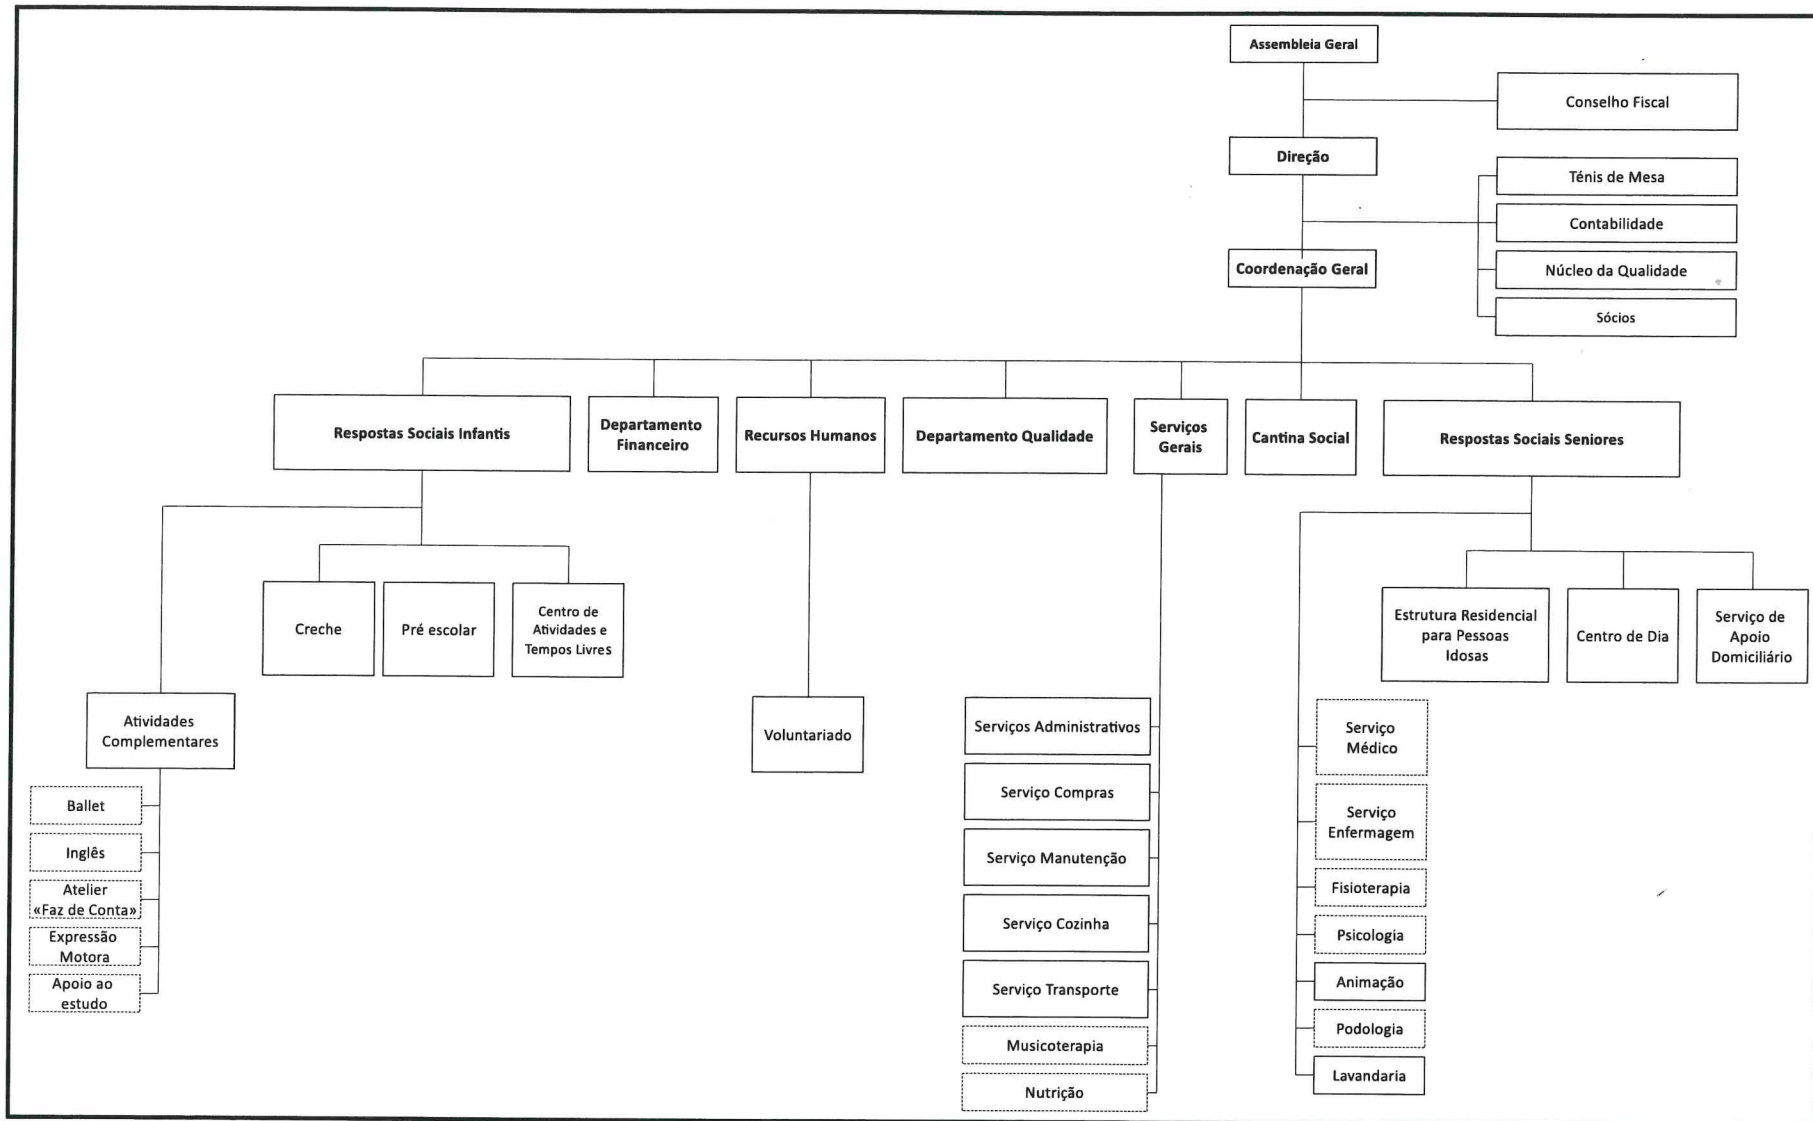 Assembleia Geral
Conselho Fiscal
Direção
Ténis de Mesa
Contabilidade
Coordenação Geral
Núcleo da Qualidade
Sócios
Respostas Sociais Infantis
Departamento
Financeiro
Recursos Humanos
Departamento Qualidade
Serviços
Gerais
Cantina Social
Respostas Sociais Seniores
Creche
Pré escolar
Centro de
Atividades e
Tempos Livres
Estrutura Residencial
para Pessoas
Idosas
Centro de Dia
Serviço de
Apoio
Domiciliário
Atividades
Complementares
Ballet
Inglês
Atelier
«Faz de Conta»
Expressão
Motora
Apoio ao
estudo
Voluntariado
Serviços Administrativos
Serviço Compras
Serviço Manutenção
Serviço Cozinha
Serviço Transporte
Musicoterapia
Nutrição
Serviço
Médico
Serviço
Enfermagem
Fisioterapia
Psicologia
Animação
Podologia
Lavandaria